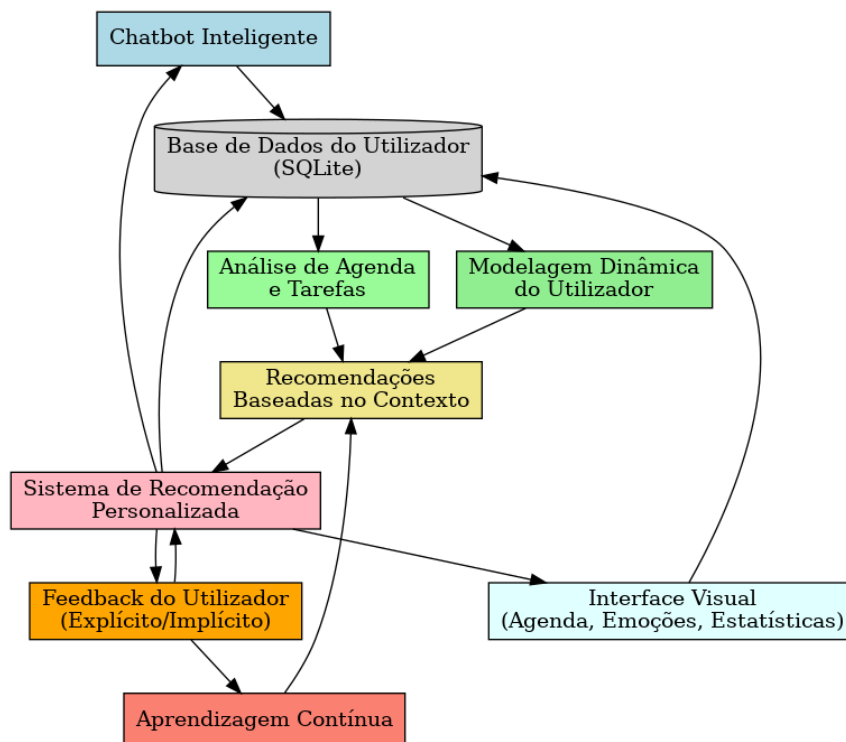 Chatbot Inteligente
Base de Dados do Utilizador
(SQLite)
Análise de Agenda
e Tarefas
Modelagem Dinâmica
do Utilizador
Recomendações
Baseadas no Contexto
Sistema de Recomendação
Personalizada
Feedback do Utilizador
(Explícito/Implícito)
Interface Visual
(Agenda, Emoções, Estatísticas)
Aprendizagem Contínua